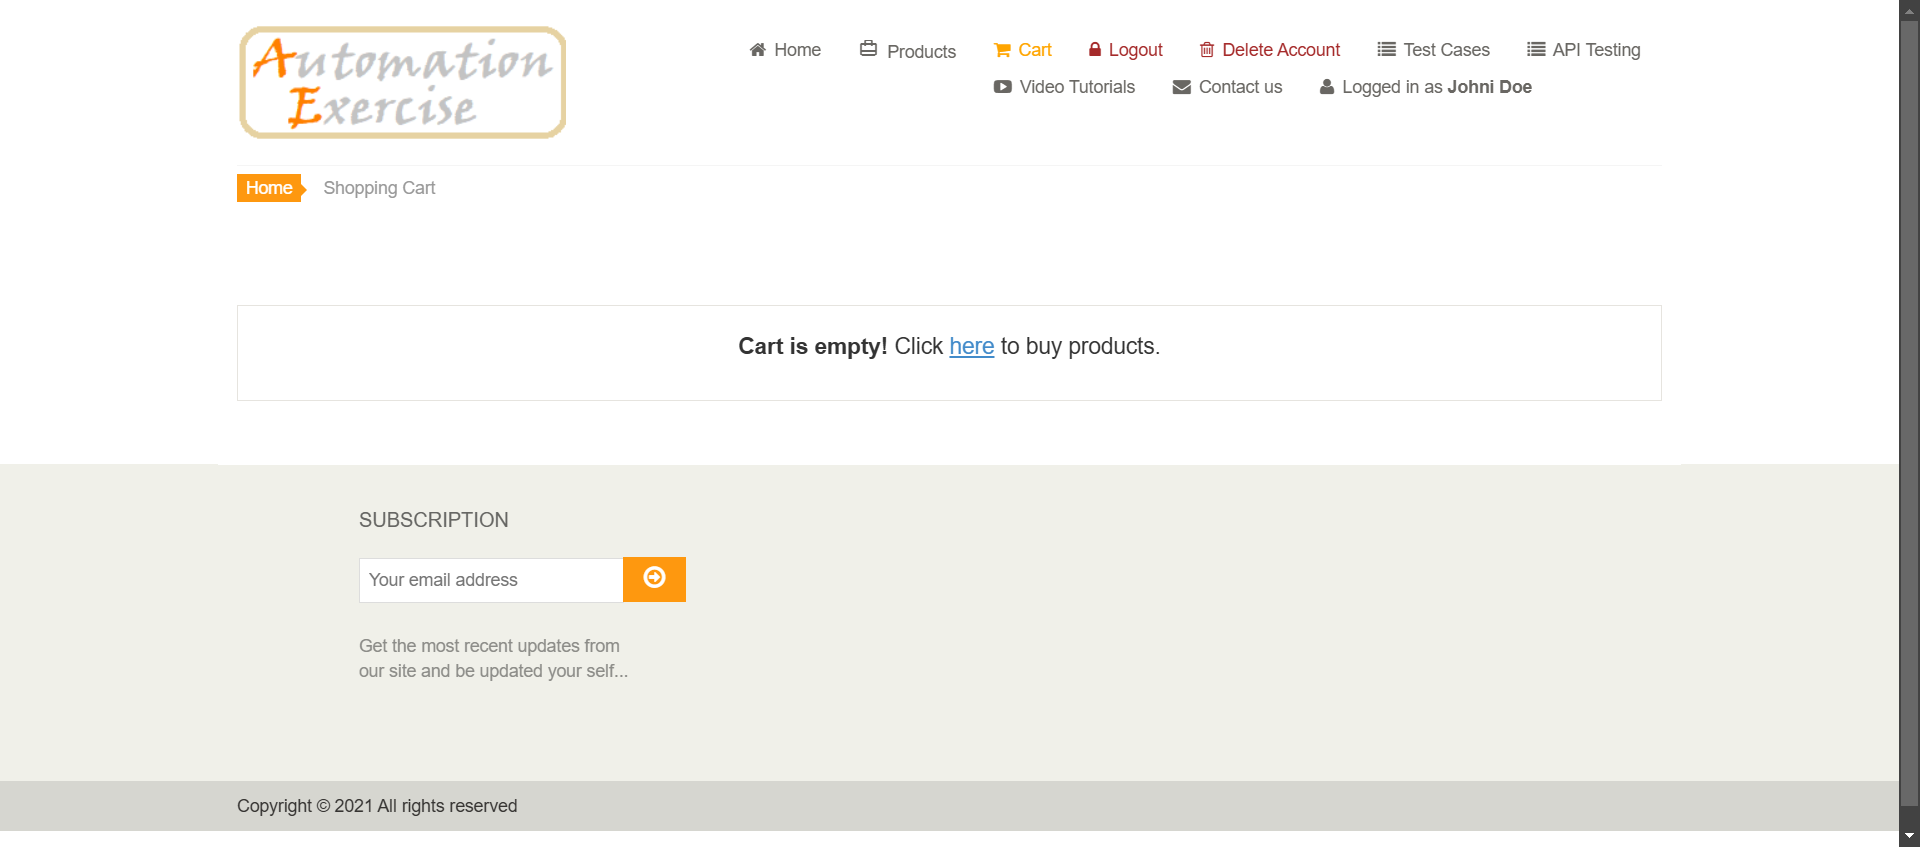 Automation
Exercise
Home Products Cart Logout Delete Account Test Cases API Testing
Video Tutorials Contact us Logged in as Johni Doe
Home Shopping Cart
Cart is empty! Click here to buy products.
SUBSCRIPTION
Your email address
Get the most recent updates from
our site and be updated your self...
Copyright © 2021 All rights reserved